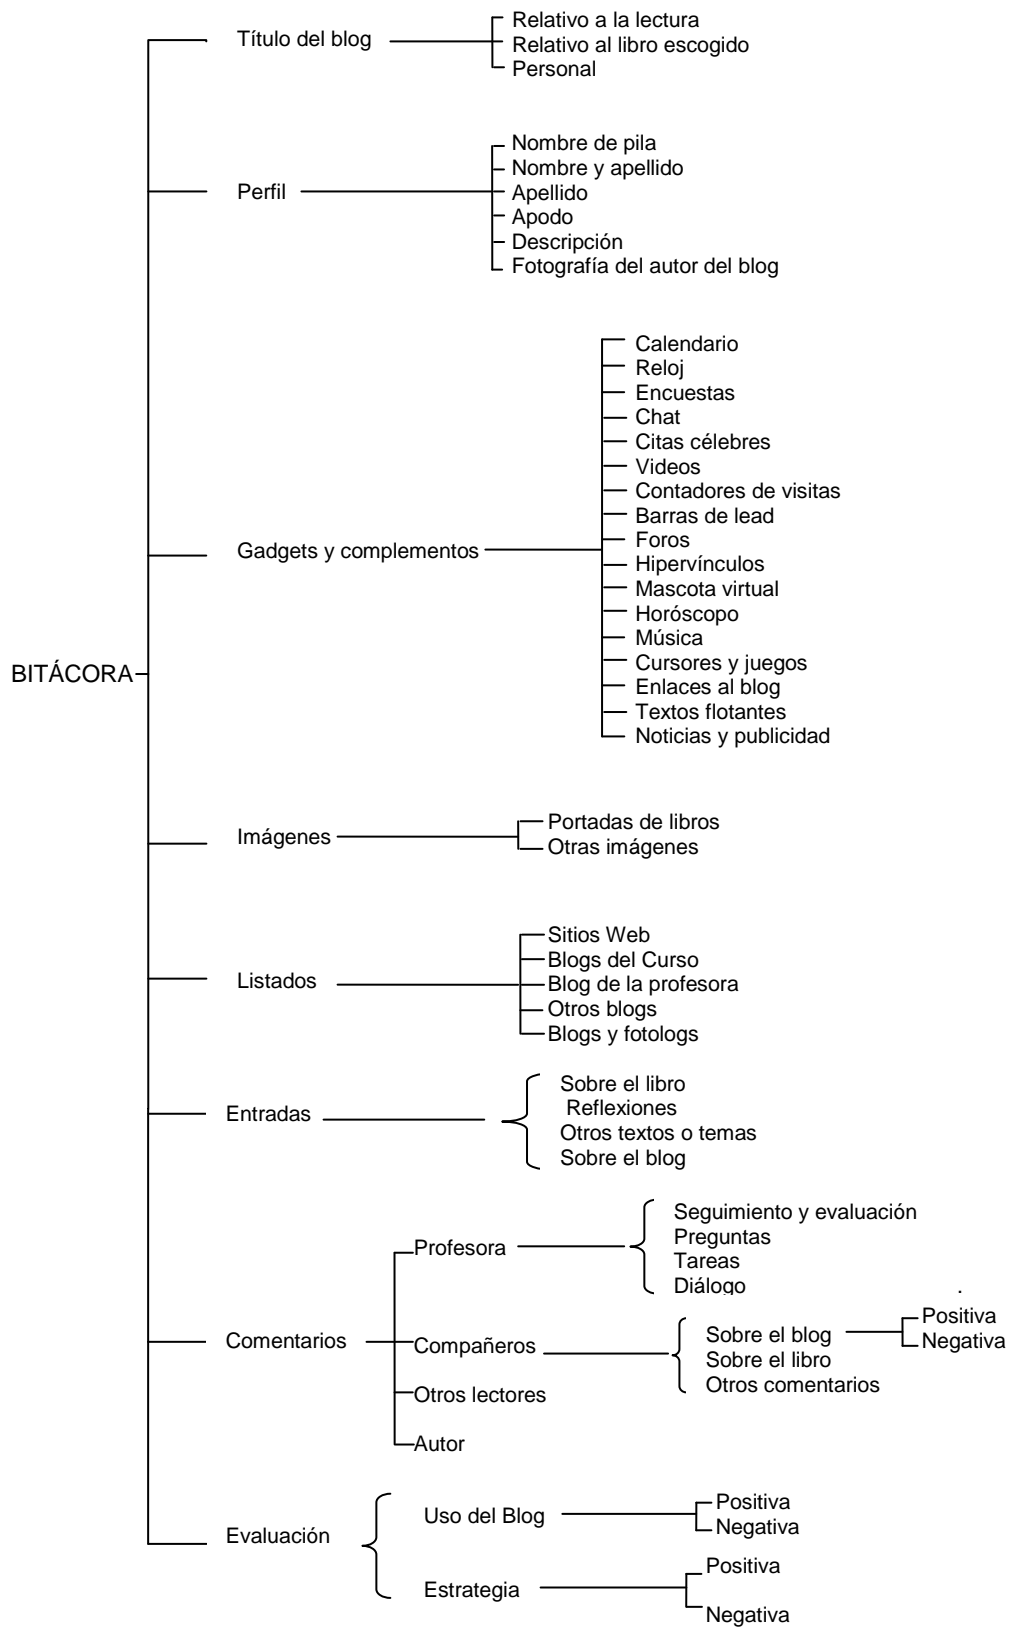 Título del blog
Relativo a la lectura
Relativo al libro escogido
Personal
Perfil
Nombre de pila
Nombre y apellido
Apellido
Apodo
Descripción
Fotografía del autor del blog
Gadgets y complementos
Calendario
Reloj
Encuestas
Chat
Citas célebres
Videos
Contadores de visitas
Barras de lead
Foros
Hipervínculos
Mascota virtual
Horóscopo
Música
Cursores y juegos
Enlaces al blog
Textos flotantes
Noticias y publicidad
BITÁCORA
Imágenes
Portadas de libros
Otras imágenes
Listados
Sitios Web
Blogs del Curso
Blog de la profesora
Otros blogs
Blogs y fotologs
Entradas
Sobre el libro
Reflexiones
Otros textos o temas
Sobre el blog
Comentarios
Profesora
Seguimiento y evaluación
Preguntas
Tareas
Diálogo
.
Compañeros
Sobre el blog
Positiva
Negativa
Sobre el libro
Otros comentarios
Otros lectores
Autor
Evaluación
Uso del Blog
Positiva
Negativa
Estrategia
Positiva
Negativa